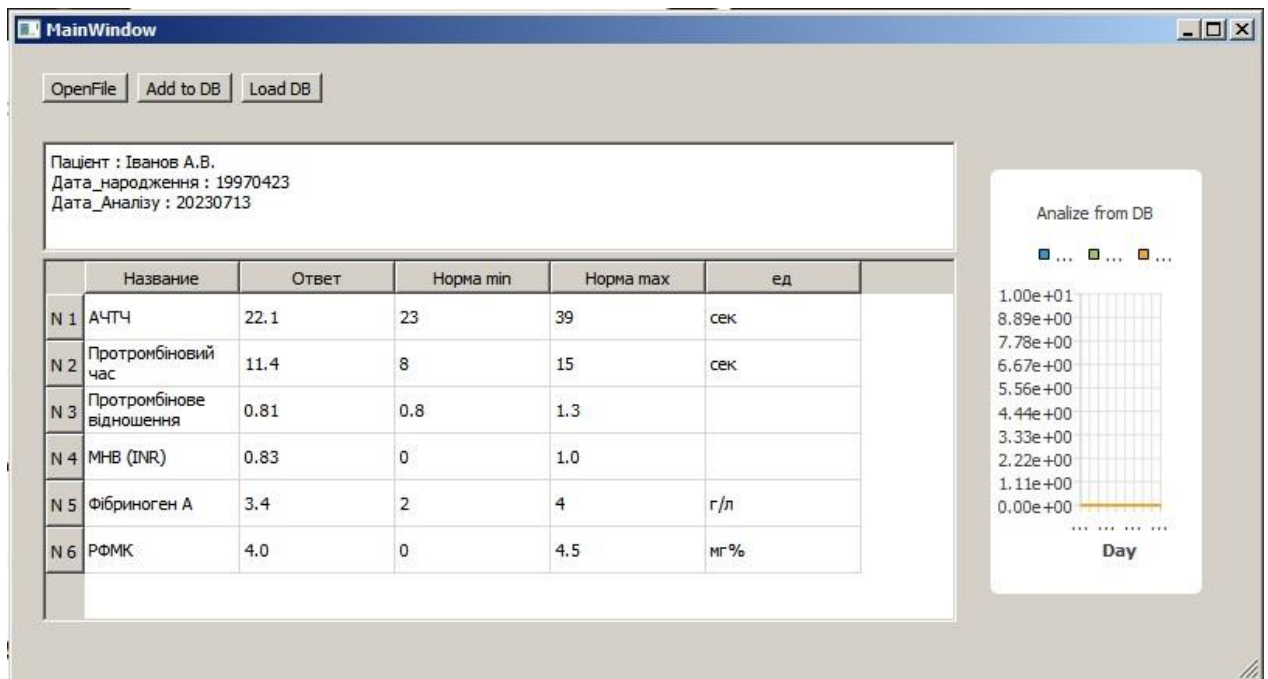 MainWindow
OpenFile Add to DB Load DB
Пацієнт : Іванов А.В.
Дата_народження : 19970423
Дата_Аналізу : 20230713
Название Ответ Норма min Норма max ед
N 1 АЧТЧ 22.1 23 39 сек
N 2 Протромбіновий час 11.4 8 15 сек
N 3 Протромбінове відношення 0.81 0.8 1.3
N 4 МНВ (INR) 0.83 0 1.0
N 5 Фібриноген А 3.4 2 4 г/л
N 6 РФМК 4.0 0 4.5 мг%
Analize from DB
... ... ...
1.00e+01
8.89e+00
7.78e+00
6.67e+00
5.56e+00
4.44e+00
3.33e+00
2.22e+00
1.11e+00
0.00e+00
... ... ... ...
Day